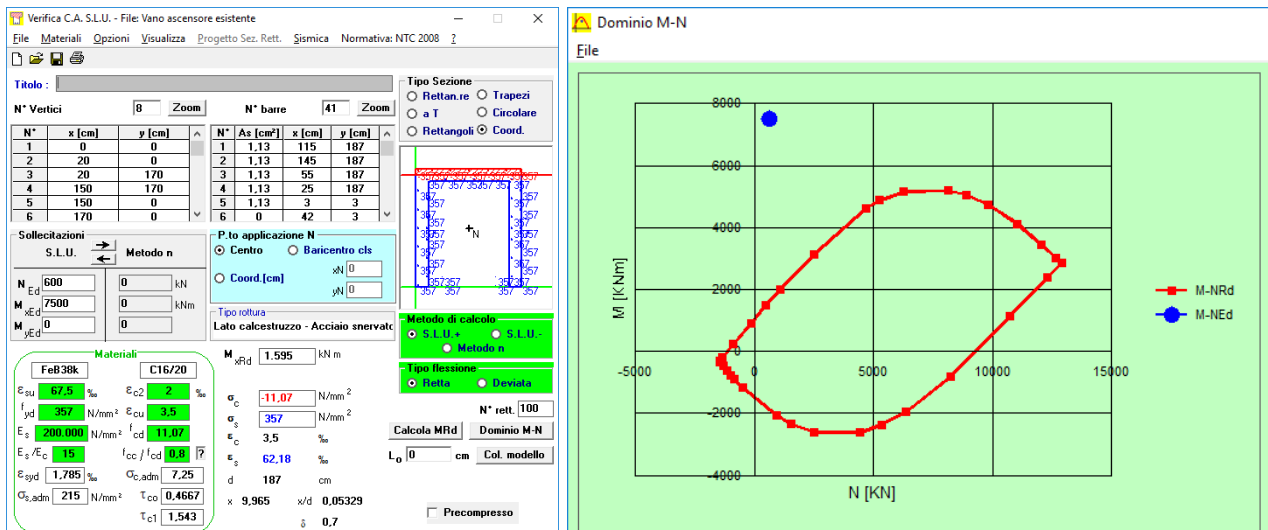 Verifica C.A. S.L.U. - File: Vano ascensore esistente
File Materiali Opzioni Visualizza Progetto Sez. Rett. Sismica Normativa: NTC 2008 ?
Titolo :
N° Vertici 8 Zoom N° barre 41 Zoom
N° x [cm] y [cm]
1 0 0
2 20 0
3 20 170
4 150 170
5 150 0
6 170 0
N° As [cm²] x [cm] y [cm]
1 1,13 115 187
2 1,13 145 187
3 1,13 55 187
4 1,13 25 187
5 1,13 3 3
6 0 42 3
Tipo Sezione
Rettan.re Trapezi
a T Circolare
Rettangoli Coord.
N
Sollecitazioni
S.L.U. Metodo n
N Ed 600 0 kN
M xEd 7500 0 kNm
M yEd 0 0
P.to applicazione N
Centro Baricentro cls
Coord.[cm] xN 0
yN 0
Tipo rottura
Lato calcestruzzo - Acciaio snervato
Metodo di calcolo
S.L.U.+ S.L.U.-
Metodo n
Tipo flessione
Retta Deviata
Materiali
FeB38k C16/20
εsu 67,5 ‰ εc2 2 ‰
fyd 357 N/mm² εcu 3,5
Es 200.000 N/mm² fcd 11,07
Es/Ec 15 fcc / fcd 0,8 ?
εsyd 1,785 ‰ σc,adm 7,25
σs,adm 215 N/mm² τco 0,4667
τc1 1,543
M xRd 1.595 kN m
σc -11,07 N/mm²
σs 357 N/mm²
εc 3,5 ‰
εs 62,18 ‰
d 187 cm
x 9,965 x/d 0,05329
δ 0,7
N° rett. 100
Calcola MRd Dominio M-N
Lo 0 cm Col. modello
Precompresso
Dominio M-N
File
8000
6000
4000
2000
0
-2000
-4000
-5000 0 5000 10000 15000
M [KNm]
N [KN]
M-NRd
M-NEd